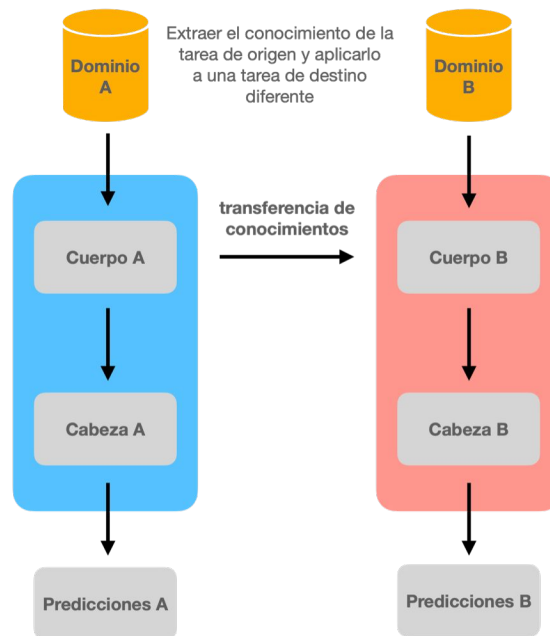 Extraer el conocimiento de la
tarea de origen y aplicarlo
a una tarea de destino
diferente
Dominio
A
Dominio
B
transferencia de
conocimientos
Cuerpo A
Cuerpo B
Cabeza A
Cabeza B
Predicciones A
Predicciones B